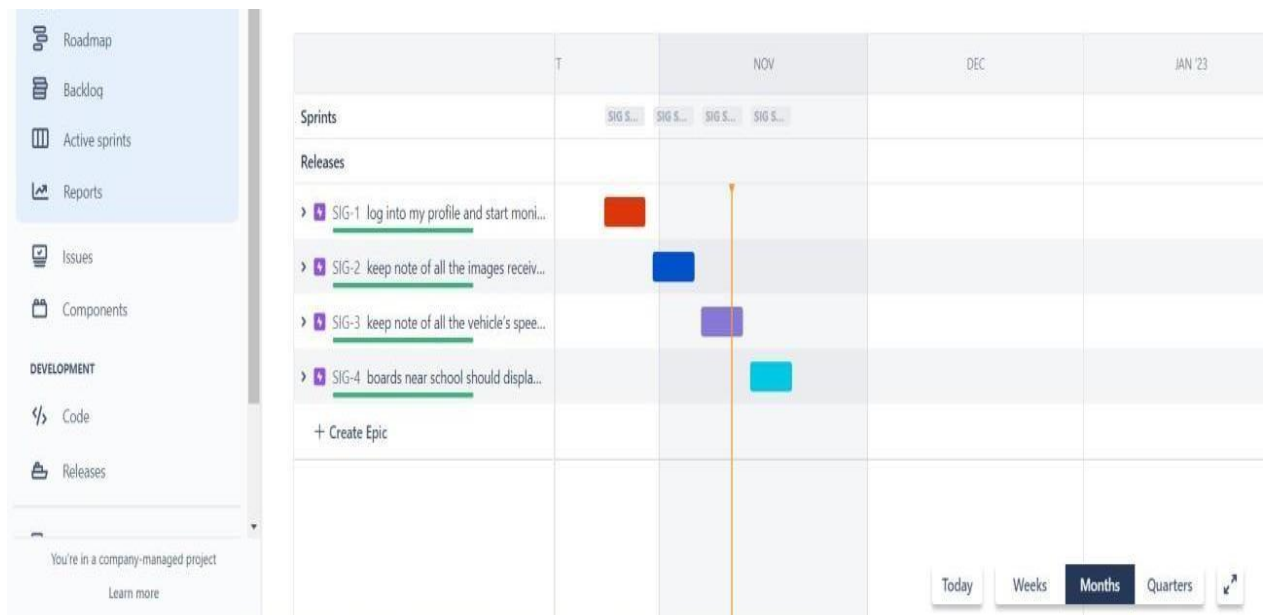 Roadmap
Backlog
Active sprints
Reports
Issues
Components
DEVELOPMENT
Code
Releases
You're in a company-managed project
Learn more
T NOV DEC JAN '23
Sprints SIG S... SIG S... SIG S... SIG S...
Releases
SIG-1 log into my profile and start moni...
SIG-2 keep note of all the images receiv...
SIG-3 keep note of all the vehicle's spee...
SIG-4 boards near school should displa...
+ Create Epic
Today Weeks Months Quarters